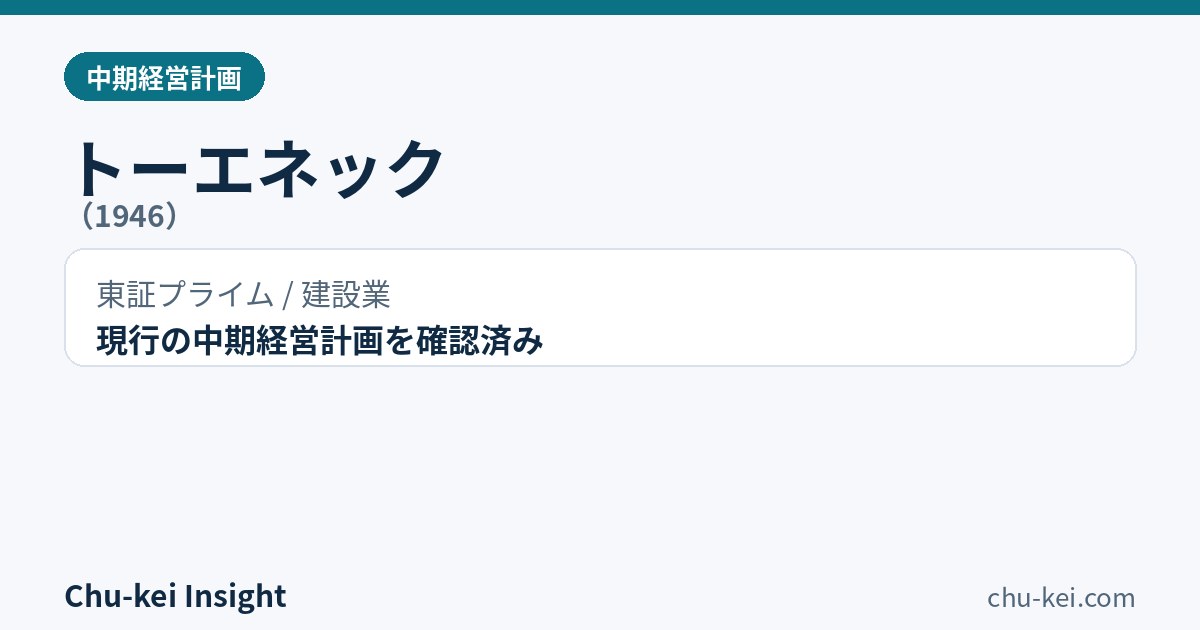 中期経営計画
トーエネック
（1946）
東証プライム / 建設業
現行の中期経営計画を確認済み
Chu-kei Insight
chu-kei.com